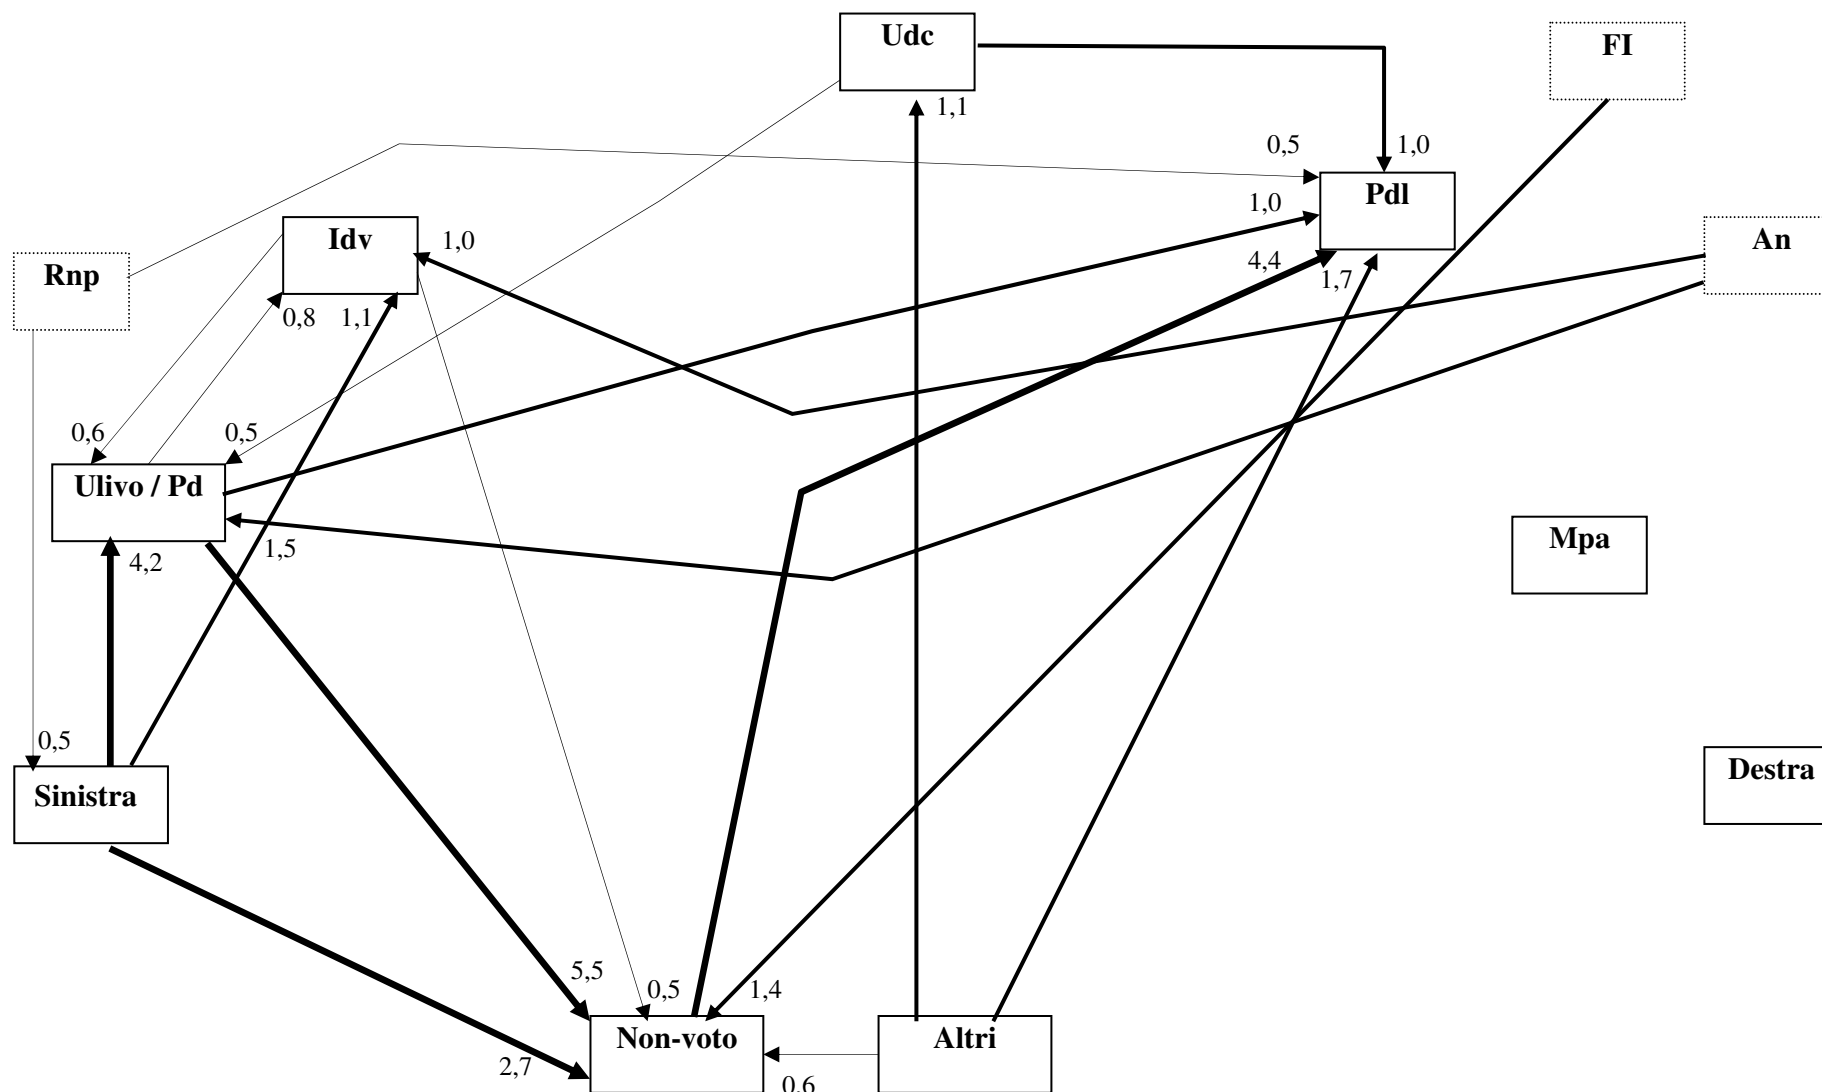 Udc
FI
1,1
0,5
1,0
Pdl
1,0
Idv
1,0
An
Rnp
4,4
1,7
0,8
1,1
0,6
0,5
Ulivo / Pd
Mpa
1,5
4,2
0,5
Destra
Sinistra
5,5
0,5
1,4
Non-voto
Altri
2,7
0,6